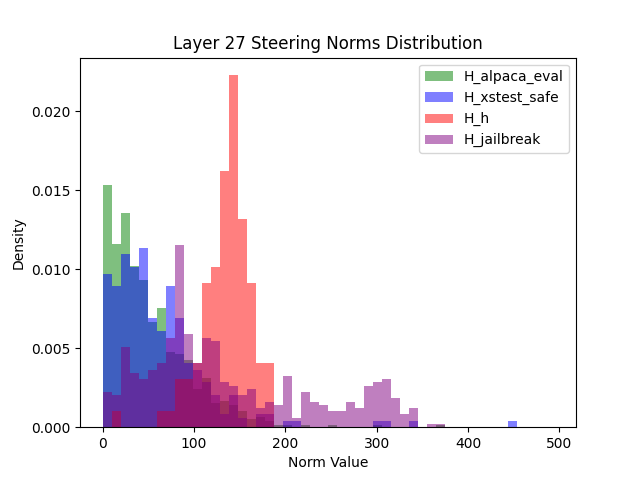 Layer 27 Steering Norms Distribution
H_alpaca_eval
H_xstest_safe
H_h
H_jailbreak
Density
0.020
0.015
0.010
0.005
0.000
0 100 200 300 400 500
Norm Value